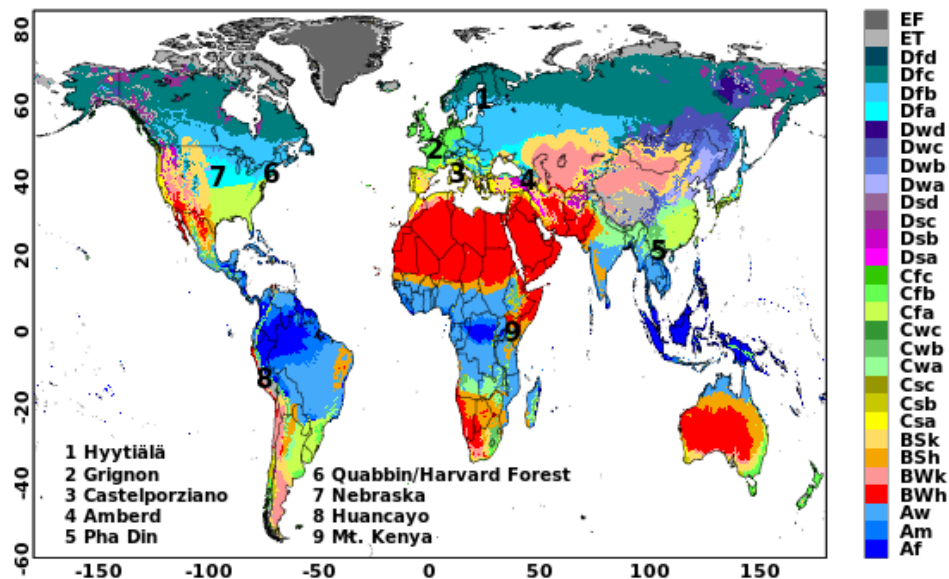 80
60
40
20
0
-20
-40
-60
-150
-100
-50
0
50
100
150
1
2
3
4
5
6
7
8
9
1 Hyytiälä
2 Grignon
3 Castelporziano
4 Amberd
5 Pha Din
6 Quabbin/Harvard Forest
7 Nebraska
8 Huancayo
9 Mt. Kenya
EF
ET
Dfd
Dfc
Dfb
Dfa
Dwd
Dwc
Dwb
Dwa
Dsd
Dsc
Dsb
Dsa
Cfc
Cfb
Cfa
Cwc
Cwb
Cwa
Csc
Csb
Csa
BSk
BSh
BWk
BWh
Aw
Am
Af